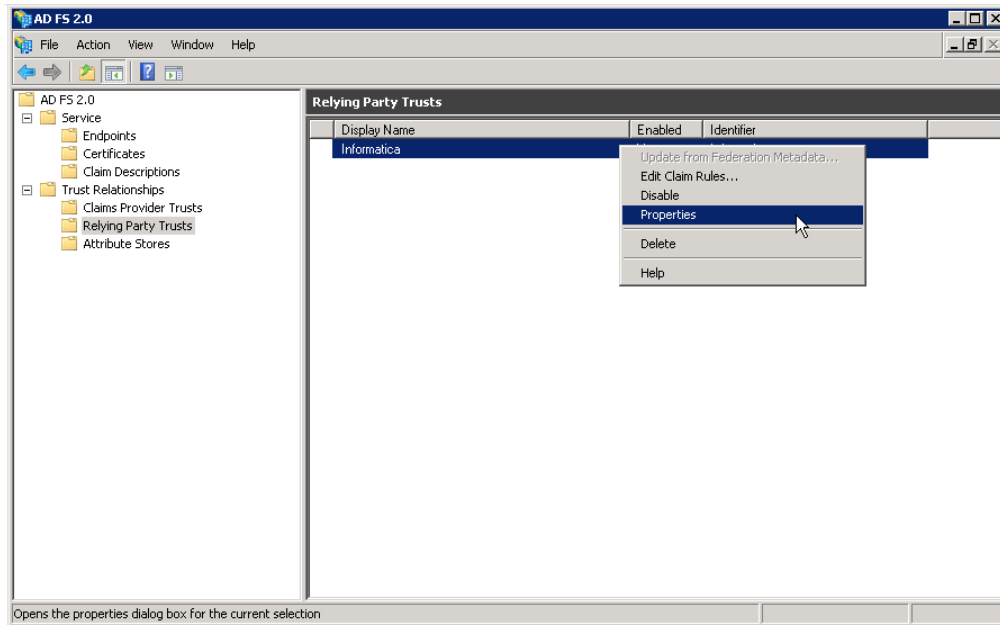 AD FS 2.0
File Action View Window Help
AD FS 2.0
Service
Endpoints
Certificates
Claim Descriptions
Trust Relationships
Claims Provider Trusts
Relying Party Trusts
Attribute Stores
Relying Party Trusts
Display Name Enabled Identifier
Informatica
Update from Federation Metadata...
Edit Claim Rules...
Disable
Properties
Delete
Help
Opens the properties dialog box for the current selection